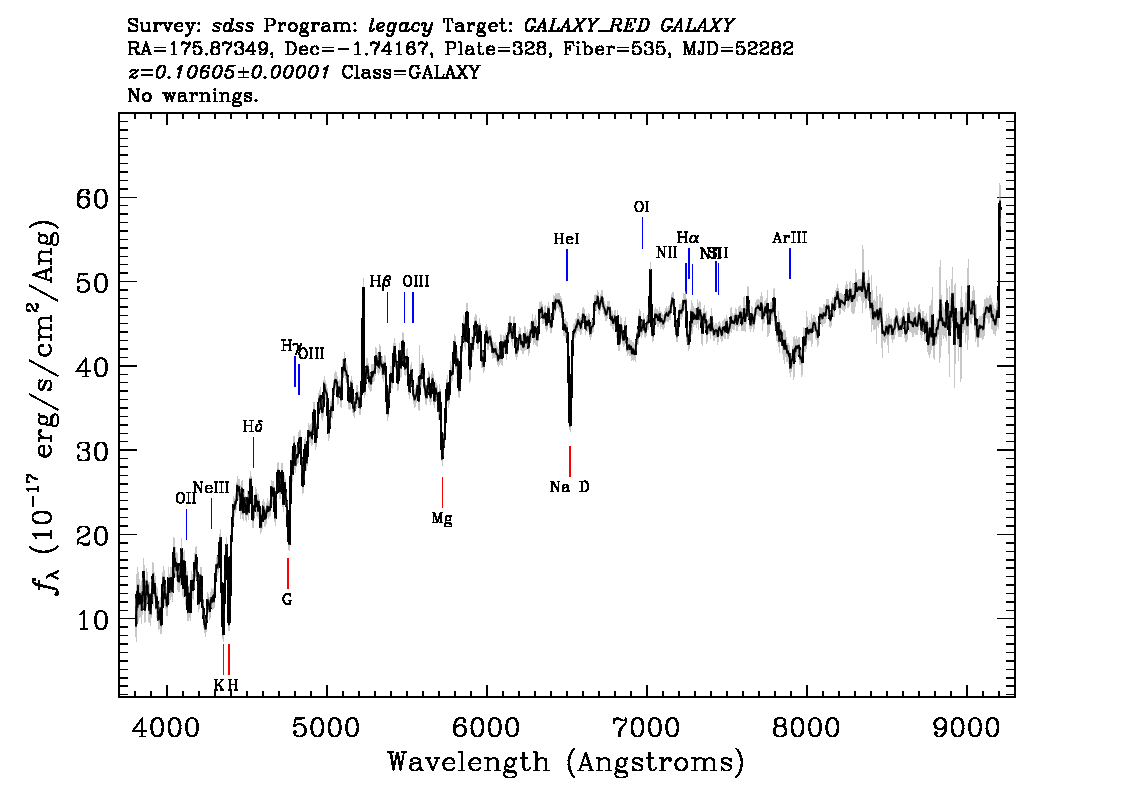 Survey: sdss Program: legacy Target: GALAXY_RED GALAXY
RA=175.87349, Dec=−1.74167, Plate=328, Fiber=535, MJD=52282
z=0.10605±0.00001 Class=GALAXY
No warnings.
60
50
40
30
20
10
OI
HeI
Hα
ArIII
NII
NII
SII
Hβ
OIII
Hγ
OIII
Hδ
NeIII
OII
Na D
Mg
G
K
H
4000 5000 6000 7000 8000 9000
Wavelength (Angstroms)
fλ (10−17 erg/s/cm2/Ang)